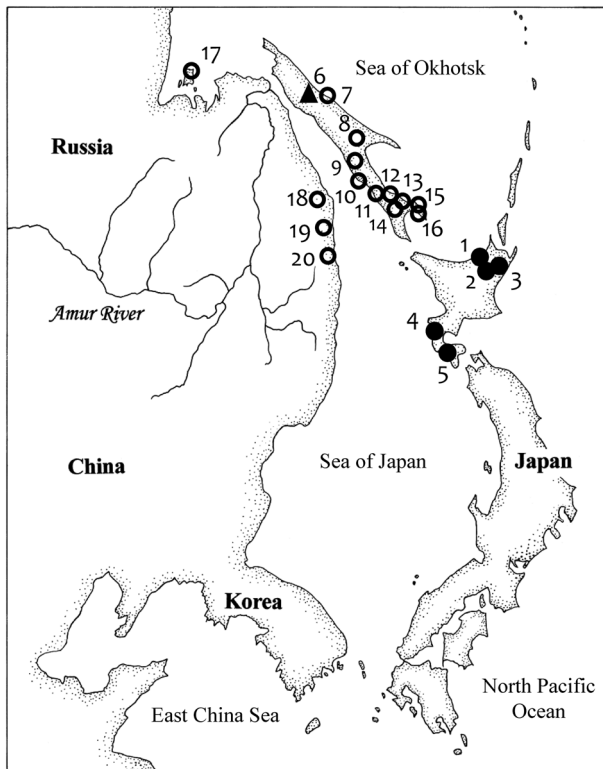 17
Sea of Okhotsk
6
7
Russia
8
9
12
13
10
15
18
11
14
16
19
1
20
2
3
Amur River
4
5
China
Sea of Japan
Japan
Korea
North Pacific
Ocean
East China Sea